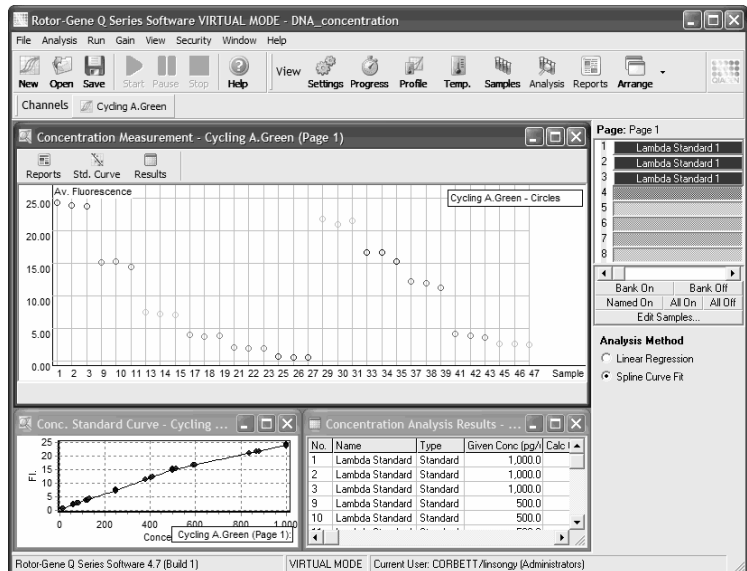 Rotor-Gene Q Series Software VIRTUAL MODE - DNA_concentration
File Analysis Run Gain View Security Window Help
New Open Save Start Pause Stop Help View Settings Progress Profile Temp. Samples Analysis Reports Arrange
Channels Cycling A.Green
Concentration Measurement - Cycling A.Green (Page 1)
Reports Std. Curve Results
Av. Fluorescence
Cycling A.Green - Circles
25.00
20.00
15.00
10.00
5.00
0.00
1 2 3 9 10 11 13 14 15 17 18 19 21 22 23 25 26 27 29 30 31 33 34 35 37 38 39 41 42 43 45 46 47 Sample
Page: Page 1
1 Lambda Standard 1
2 Lambda Standard 1
3 Lambda Standard 1
4
5
6
7
8
Bank On Bank Off
Named On All On All Off
Edit Samples...
Analysis Method
Linear Regression
Spline Curve Fit
Conc. Standard Curve - Cycling ...
Fl.
25
20
15
10
5
0
0 200 400 600 800 1,000
Conce
Cycling A.Green (Page 1):
Concentration Analysis Results - ...
No. Name Type Given Conc (pg/ Calc
1 Lambda Standard Standard 1,000.0
2 Lambda Standard Standard 1,000.0
3 Lambda Standard Standard 1,000.0
9 Lambda Standard Standard 500.0
10 Lambda Standard Standard 500.0
Rotor-Gene Q Series Software 4.7 (Build 1) VIRTUAL MODE Current User: CORBETT/linsongy (Administrators)